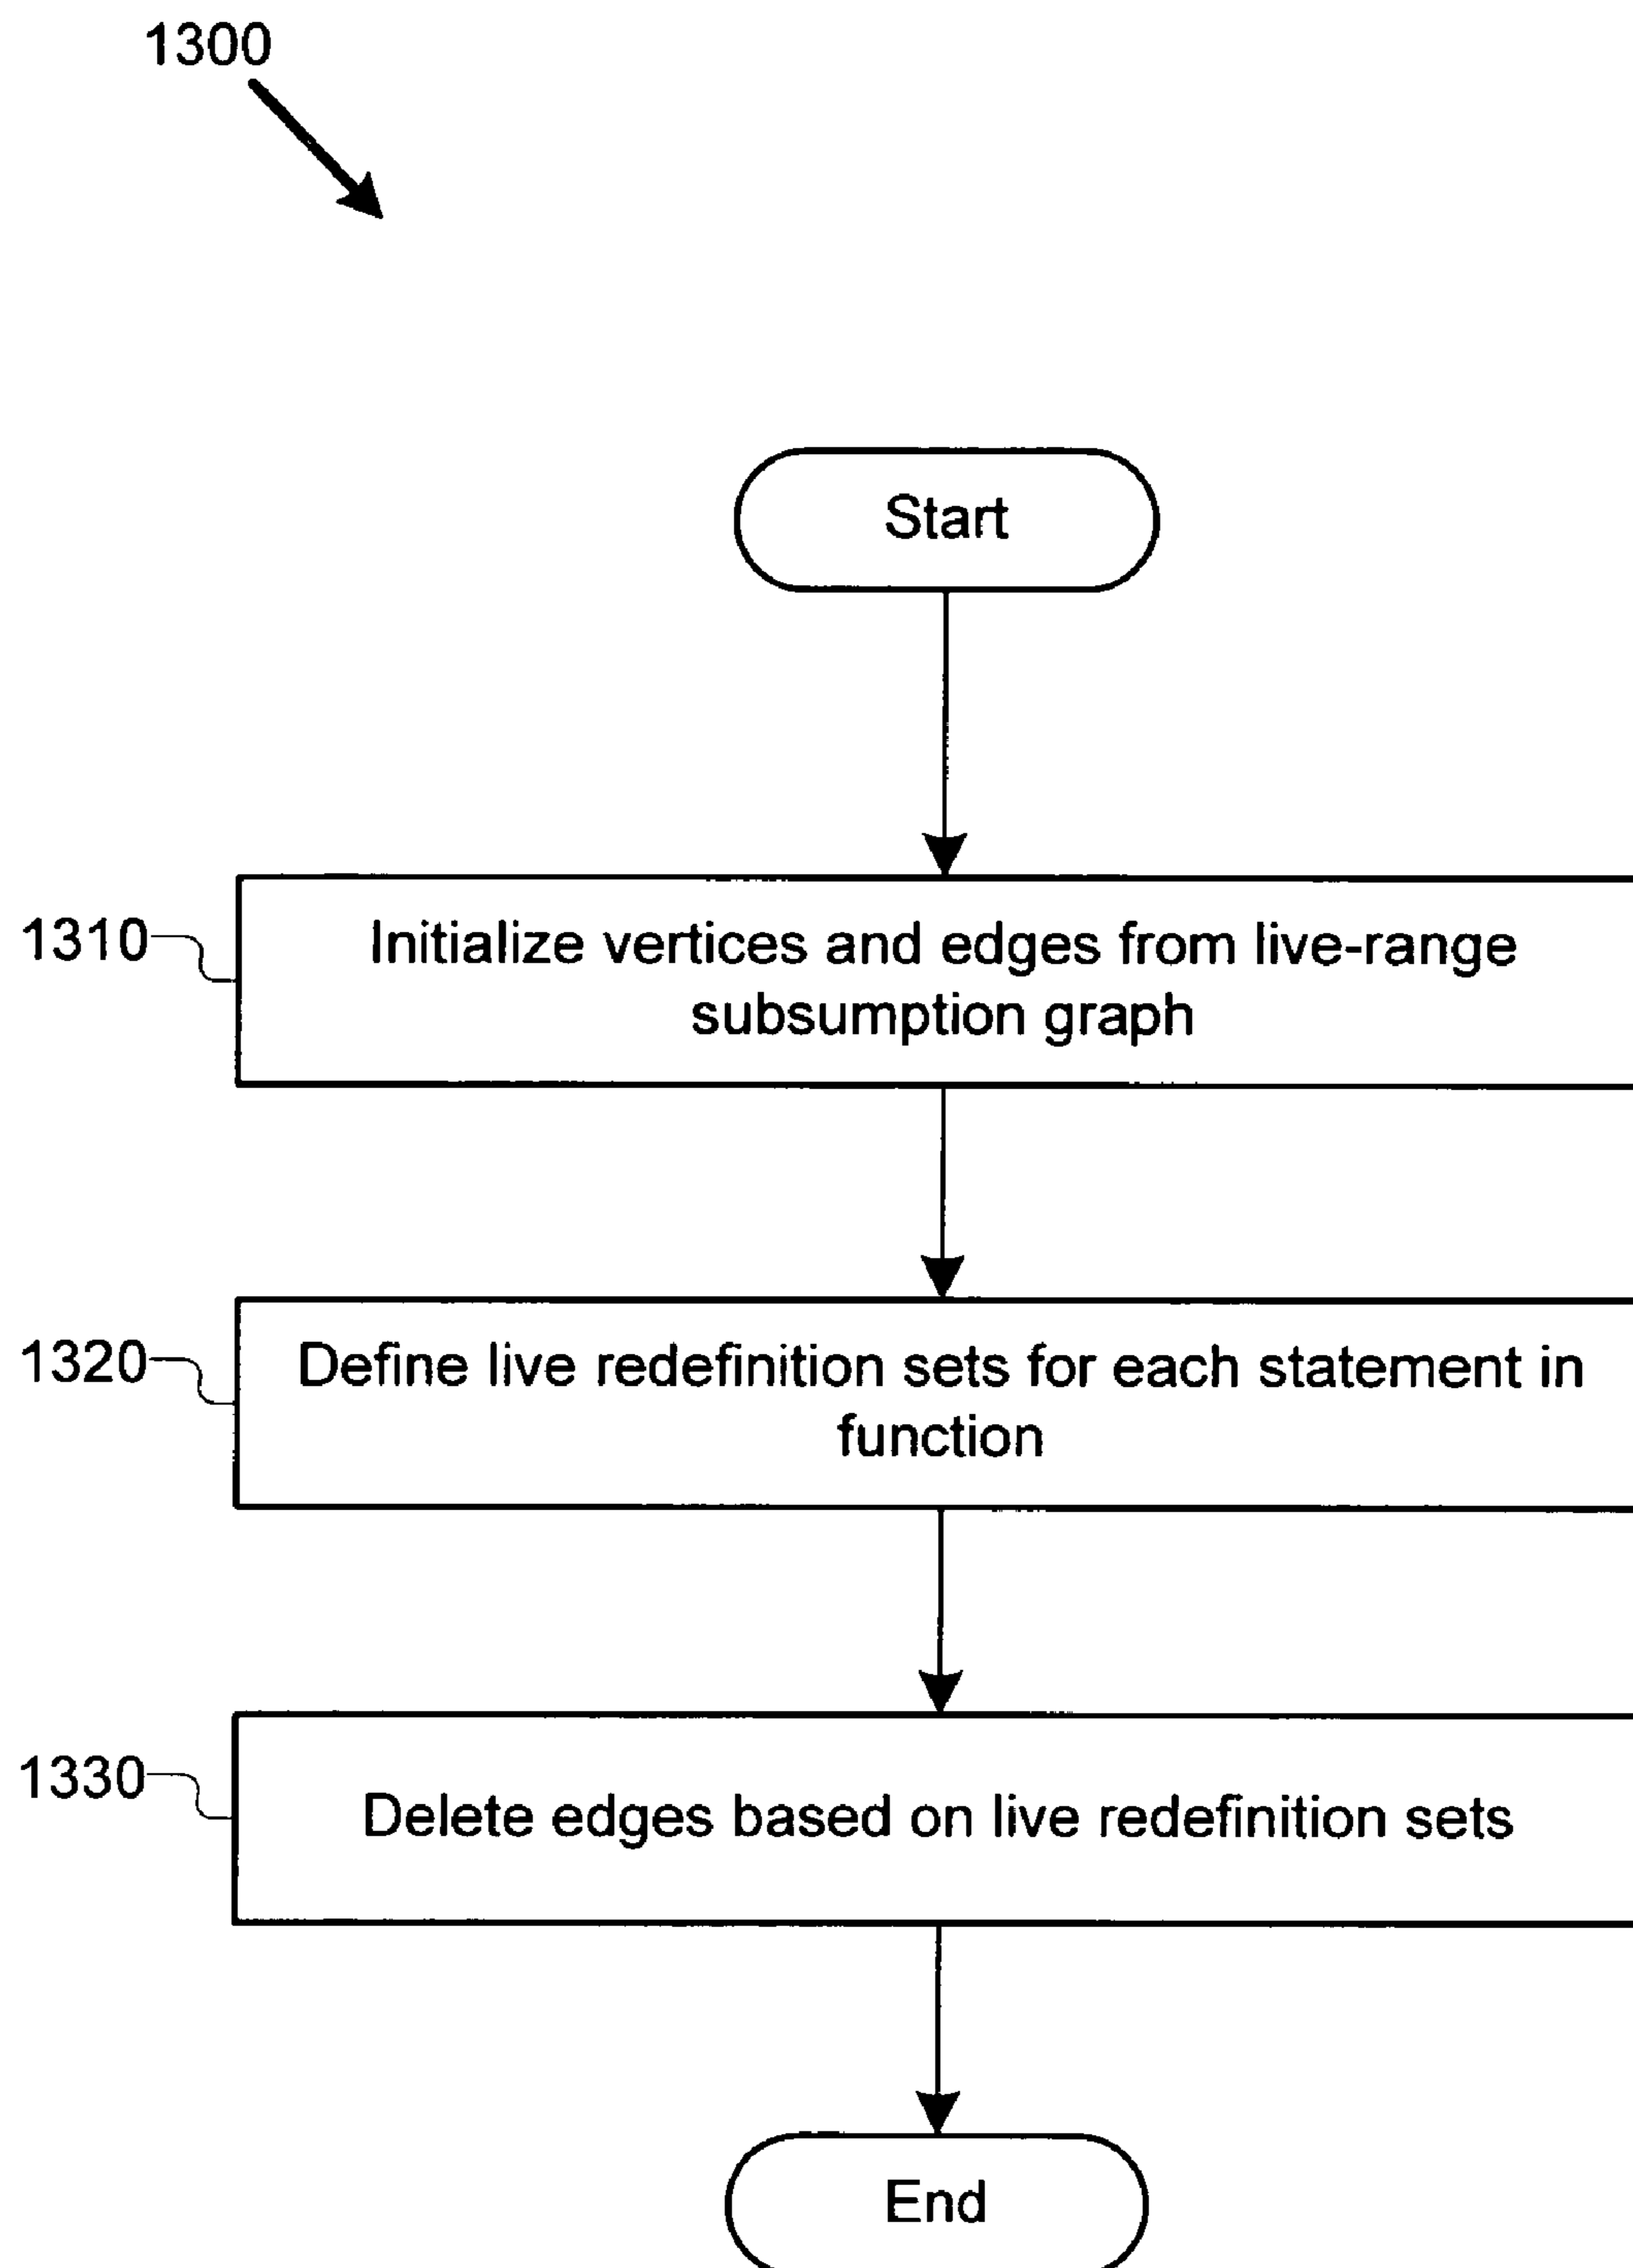 1300
Start
1310
Initialize vertices and edges from live-range
subsumption graph
1320
Define live redefinition sets for each statement in
function
1330
Delete edges based on live redefinition sets
End